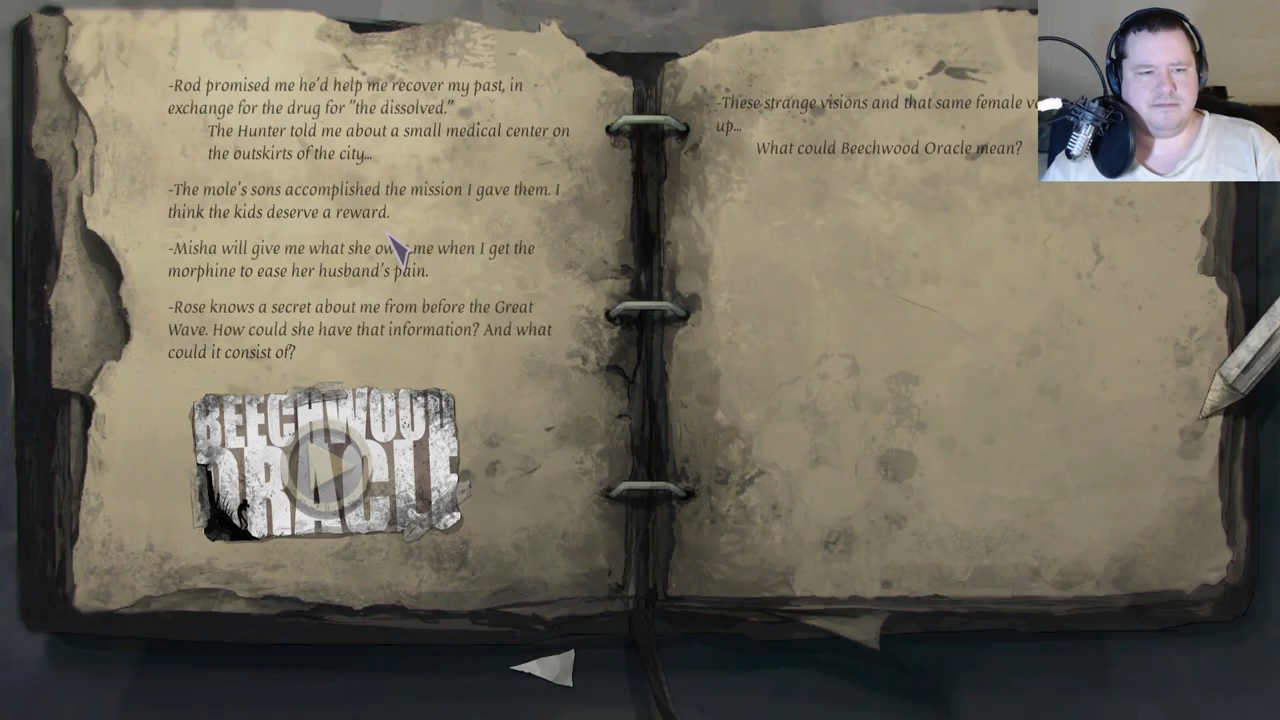 -Rod promised me he'd help me recover my past, in
exchange for the drug for "the dissolved."
The Hunter told me about a small medical center on
the outskirts of the city...
-The mole's sons accomplished the mission I gave them. I
think the kids deserve a reward.
-Misha will give me what she me when I get the
morphine to ease her husband's pain.
-Rose knows a secret about me from before the Great
Wave. How could she have that information? And what
could it consist of?
BEECHWOOD
ORACLE
-These strange visions and that same female
up...
What could Beechwood Oracle mean?